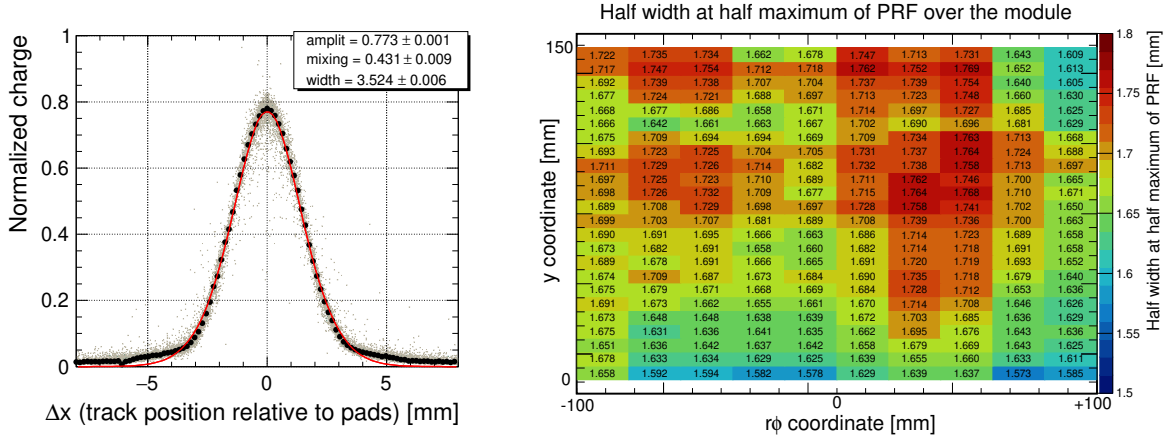 Normalized charge
1
0.8
0.6
0.4
0.2
0
−5
0
5
Δx (track position relative to pads) [mm]
amplit = 0.773 ± 0.001
mixing = 0.431 ± 0.009
width = 3.524 ± 0.006
Half width at half maximum of PRF over the module
y coordinate [mm]
150
0
1.722 1.735 1.734 1.662 1.678 1.747 1.713 1.731 1.643 1.609
1.717 1.747 1.754 1.712 1.718 1.762 1.752 1.769 1.652 1.613
1.692 1.739 1.738 1.707 1.704 1.739 1.729 1.754 1.640 1.605
1.677 1.724 1.721 1.688 1.697 1.713 1.723 1.748 1.660 1.630
1.668 1.677 1.686 1.658 1.671 1.714 1.697 1.727 1.681 1.625
1.666 1.642 1.661 1.663 1.667 1.702 1.690 1.696 1.685 1.629
1.675 1.709 1.694 1.694 1.669 1.709 1.734 1.763 1.713 1.668
1.693 1.723 1.725 1.704 1.705 1.731 1.737 1.764 1.724 1.688
1.711 1.729 1.726 1.714 1.682 1.732 1.738 1.758 1.713 1.697
1.697 1.725 1.723 1.710 1.689 1.711 1.762 1.746 1.700 1.665
1.698 1.726 1.732 1.709 1.677 1.715 1.764 1.768 1.710 1.671
1.689 1.708 1.729 1.698 1.697 1.728 1.758 1.741 1.702
1.699 1.703 1.707 1.681 1.688 1.708 1.739 1.736 1.700 1.663
1.690 1.691 1.691 1.666 1.663 1.698 1.714 1.723 1.689 1.658
1.673 1.682 1.691 1.658 1.660 1.691 1.714 1.718 1.691 1.652
1.689 1.678 1.691 1.665 1.668 1.689 1.720 1.719 1.689 1.658
1.674 1.709 1.687 1.673 1.684 1.690 1.735 1.708 1.679 1.640
1.675 1.679 1.657 1.669 1.684 1.728 1.712 1.653 1.626
1.691 1.673 1.662 1.655 1.661 1.670 1.714 1.708 1.646 1.626
1.673 1.648 1.648 1.640 1.639 1.662 1.703 1.685 1.636 1.629
1.675 1.631 1.636 1.641 1.635 1.672 1.695 1.676 1.636
1.665 1.651 1.643 1.636 1.642 1.661 1.679 1.676 1.643 1.636
1.678 1.633 1.634 1.630 1.629 1.655 1.660 1.659 1.633 1.611
1.658 1.592 1.594 1.582 1.578 1.629 1.639 1.637 1.573 1.585
-100
0
+100
rϕ coordinate [mm]
1.8
1.75
1.7
1.65
1.6
1.55
1.5
Half width at half maximum of PRF [mm]